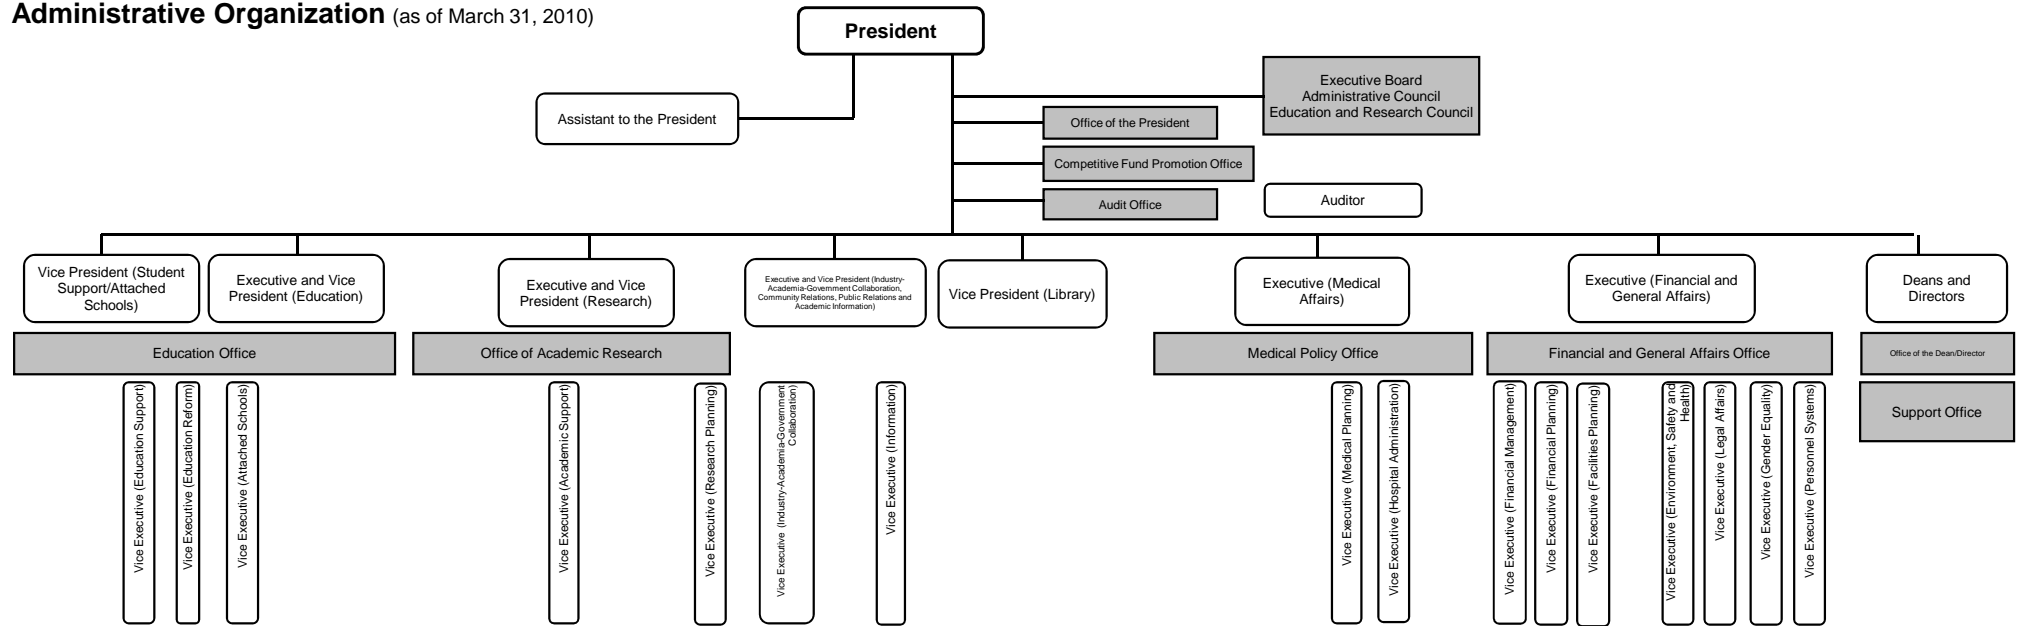 Administrative Organization (as of March 31, 2010)
President
Executive Board
Administrative Council
Education and Research Council
Assistant to the President
Office of the President
Competitive Fund Promotion Office
Audit Office
Auditor
Vice President (Student
Support/Attached
Schools)
Executive and Vice
President (Education)
Executive and Vice
President (Research)
Executive and Vice President (Industry-
Academia-Government Collaboration,
Community Relations, Public Relations and
Academic Information)
Vice President (Library)
Executive (Medical
Affairs)
Executive (Financial and
General Affairs)
Deans and
Directors
Education Office
Office of Academic Research
Medical Policy Office
Financial and General Affairs Office
Office of the Dean/Director
Support Office
Vice Executive (Education Support)
Vice Executive (Education Reform)
Vice Executive (Attached Schools)
Vice Executive (Academic Support)
Vice Executive (Research Planning)
Vice Executive (Industry-Academia-Government
Collaboration)
Vice Executive (Information)
Vice Executive (Medical Planning)
Vice Executive (Hospital Administration)
Vice Executive (Financial Management)
Vice Executive (Financial Planning)
Vice Executive (Facilities Planning)
Vice Executive (Environment, Safety and
Health)
Vice Executive (Legal Affairs)
Vice Executive (Gender Equality)
Vice Executive (Personnel Systems)